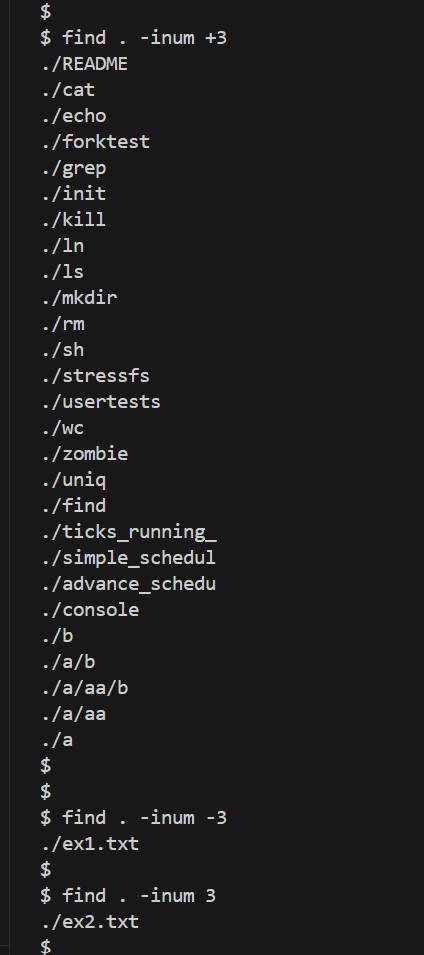 $
$ find . -inum +3
./README
./cat
./echo
./forktest
./grep
./init
./kill
./ln
./ls
./mkdir
./rm
./sh
./stressfs
./usertests
./wc
./zombie
./uniq
./find
./ticks_running_
./simple_schedul
./advance_schedu
./console
./b
./a/b
./a/aa/b
./a/aa
./a
$
$
$ find . -inum -3
./ex1.txt
$
$ find . -inum 3
./ex2.txt
$